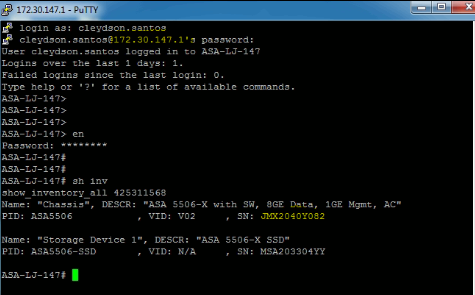 172.30.147.1 - PuTTY
login as: cleydson.santos
cleydson.santos@172.30.147.1's password:
User cleydson.santos logged in to ASA-LJ-147
Logins over the last 1 days: 1.
Failed logins since the last login: 0.
Type help or '?' for a list of available commands.
ASA-LJ-147>
ASA-LJ-147>
ASA-LJ-147>
ASA-LJ-147> en
Password: ********
ASA-LJ-147#
ASA-LJ-147#
ASA-LJ-147# sh inv
show_inventory_all 425311568
Name: "Chassis", DESCR: "ASA 5506-X with SW, 8GE Data, 1GE Mgmt, AC"
PID: ASA5506 , VID: V02 , SN: JMX2040Y082
Name: "Storage Device 1", DESCR: "ASA 5506-X SSD"
PID: ASA5506-SSD , VID: N/A , SN: MSA203304YY
ASA-LJ-147#